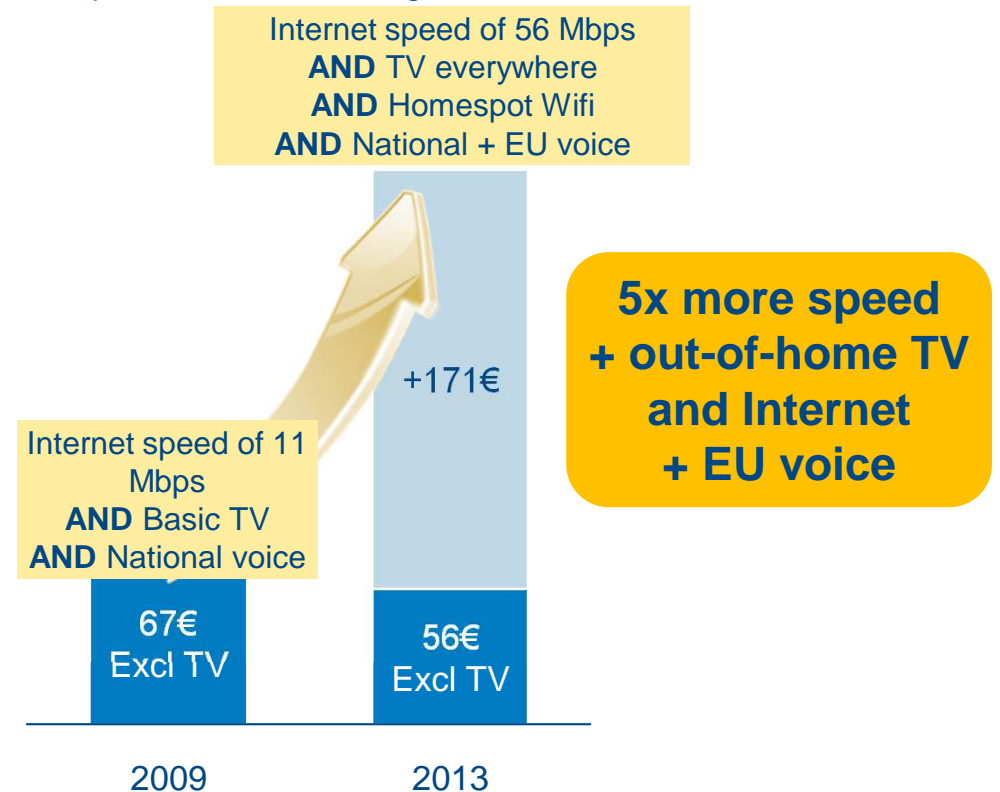 Internet speed of 56 Mbps
AND TV everywhere
AND Homespot Wifi
AND National + EU voice
+171€
5x more speed
+ out-of-home TV
and Internet
+ EU voice
Internet speed of 11
Mbps
AND Basic TV
AND National voice
67€
Excl TV
56€
Excl TV
2009
2013